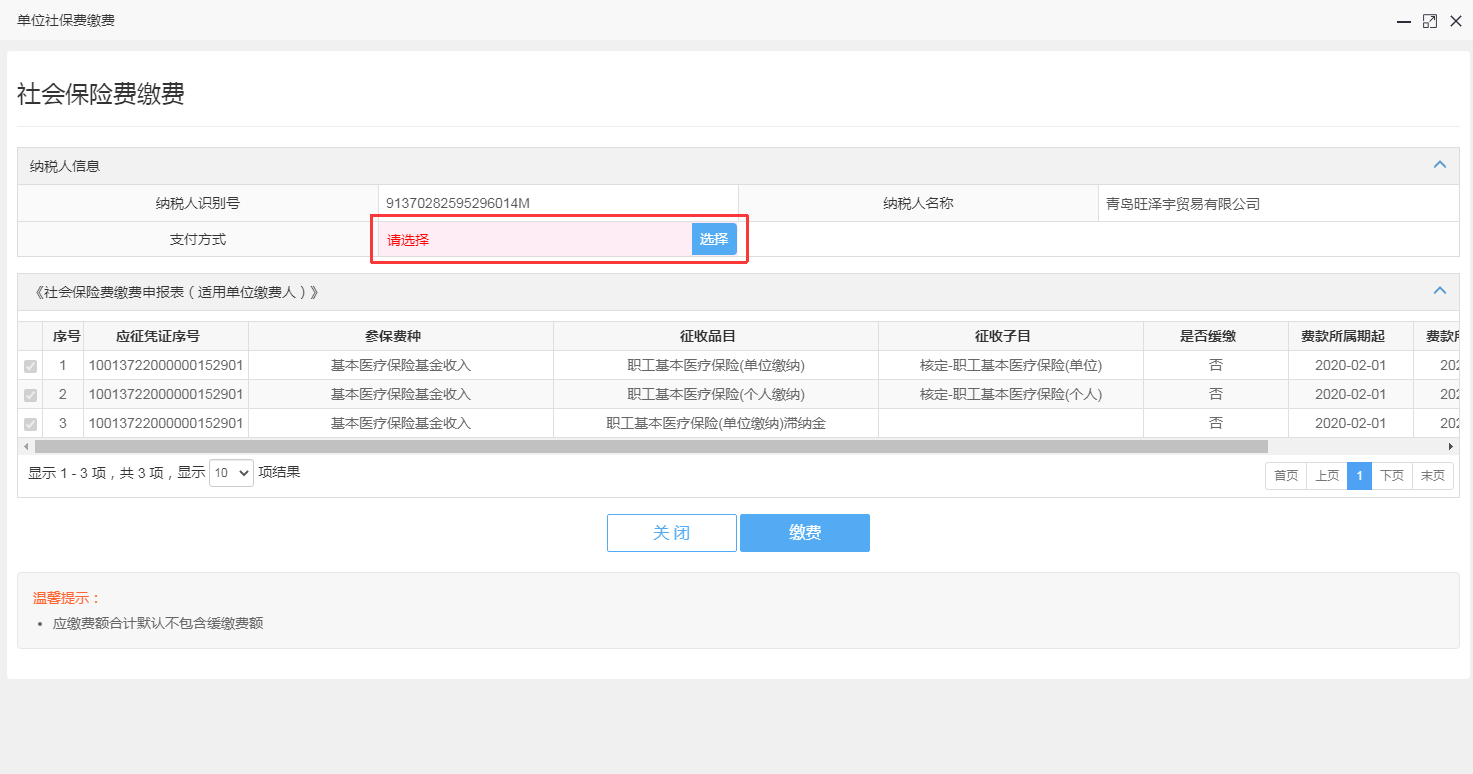 单位社保费缴费
社会保险费缴费
纳税人信息
纳税人识别号 91370282595296014M 纳税人名称 青岛旺泽宇贸易有限公司
支付方式 请选择 选择
《社会保险费缴费申报表（适用单位缴费人）》
序号 应征凭证序号 参保费种 征收品目 征收子目 是否缓缴 费款所属期起 费款所
1 10013722000000152901 基本医疗保险基金收入 职工基本医疗保险(单位缴纳) 核定-职工基本医疗保险(单位) 否 2020-02-01 202
2 10013722000000152901 基本医疗保险基金收入 职工基本医疗保险(个人缴纳) 核定-职工基本医疗保险(个人) 否 2020-02-01 202
3 10013722000000152901 基本医疗保险基金收入 职工基本医疗保险(单位缴纳)滞纳金 否 2020-02-01 202
显示 1 - 3 项，共 3 项，显示 10 项结果 首页 上页 1 下页 末页
关 闭 缴费
温馨提示：
• 应缴费额合计默认不包含缓缴费额